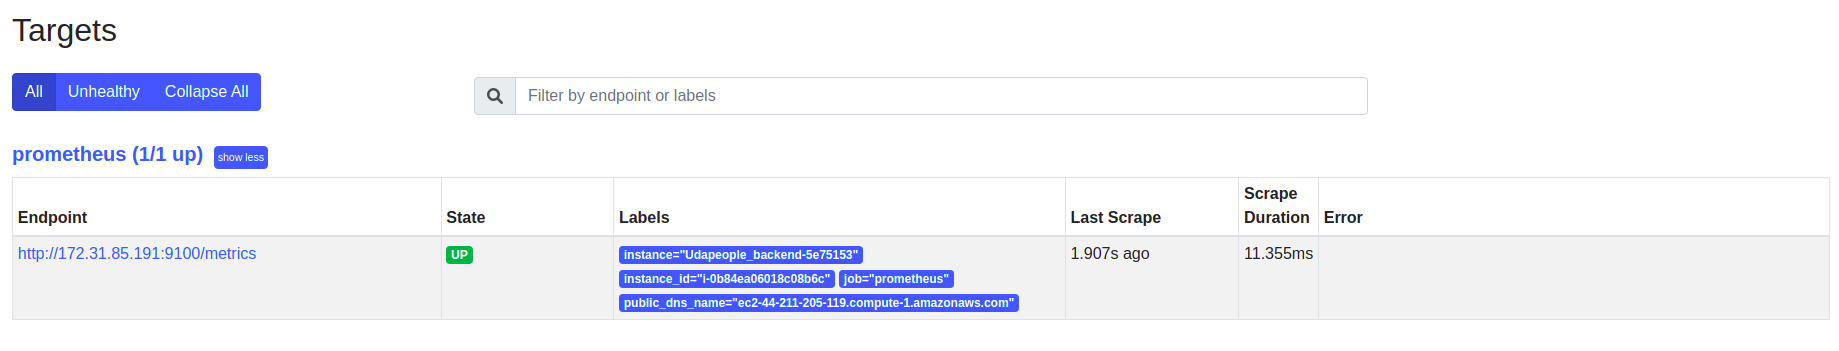 Targets
All Unhealthy Collapse All
Filter by endpoint or labels
prometheus (1/1 up) show less
Endpoint State Labels Last Scrape Scrape Duration Error
http://172.31.85.191:9100/metrics UP instance="Udapeople_backend-5e75153" 1.907s ago 11.355ms
instance_id="i-0b84ea06018c08b6c" job="prometheus"
public_dns_name="ec2-44-211-205-119.compute-1.amazonaws.com"